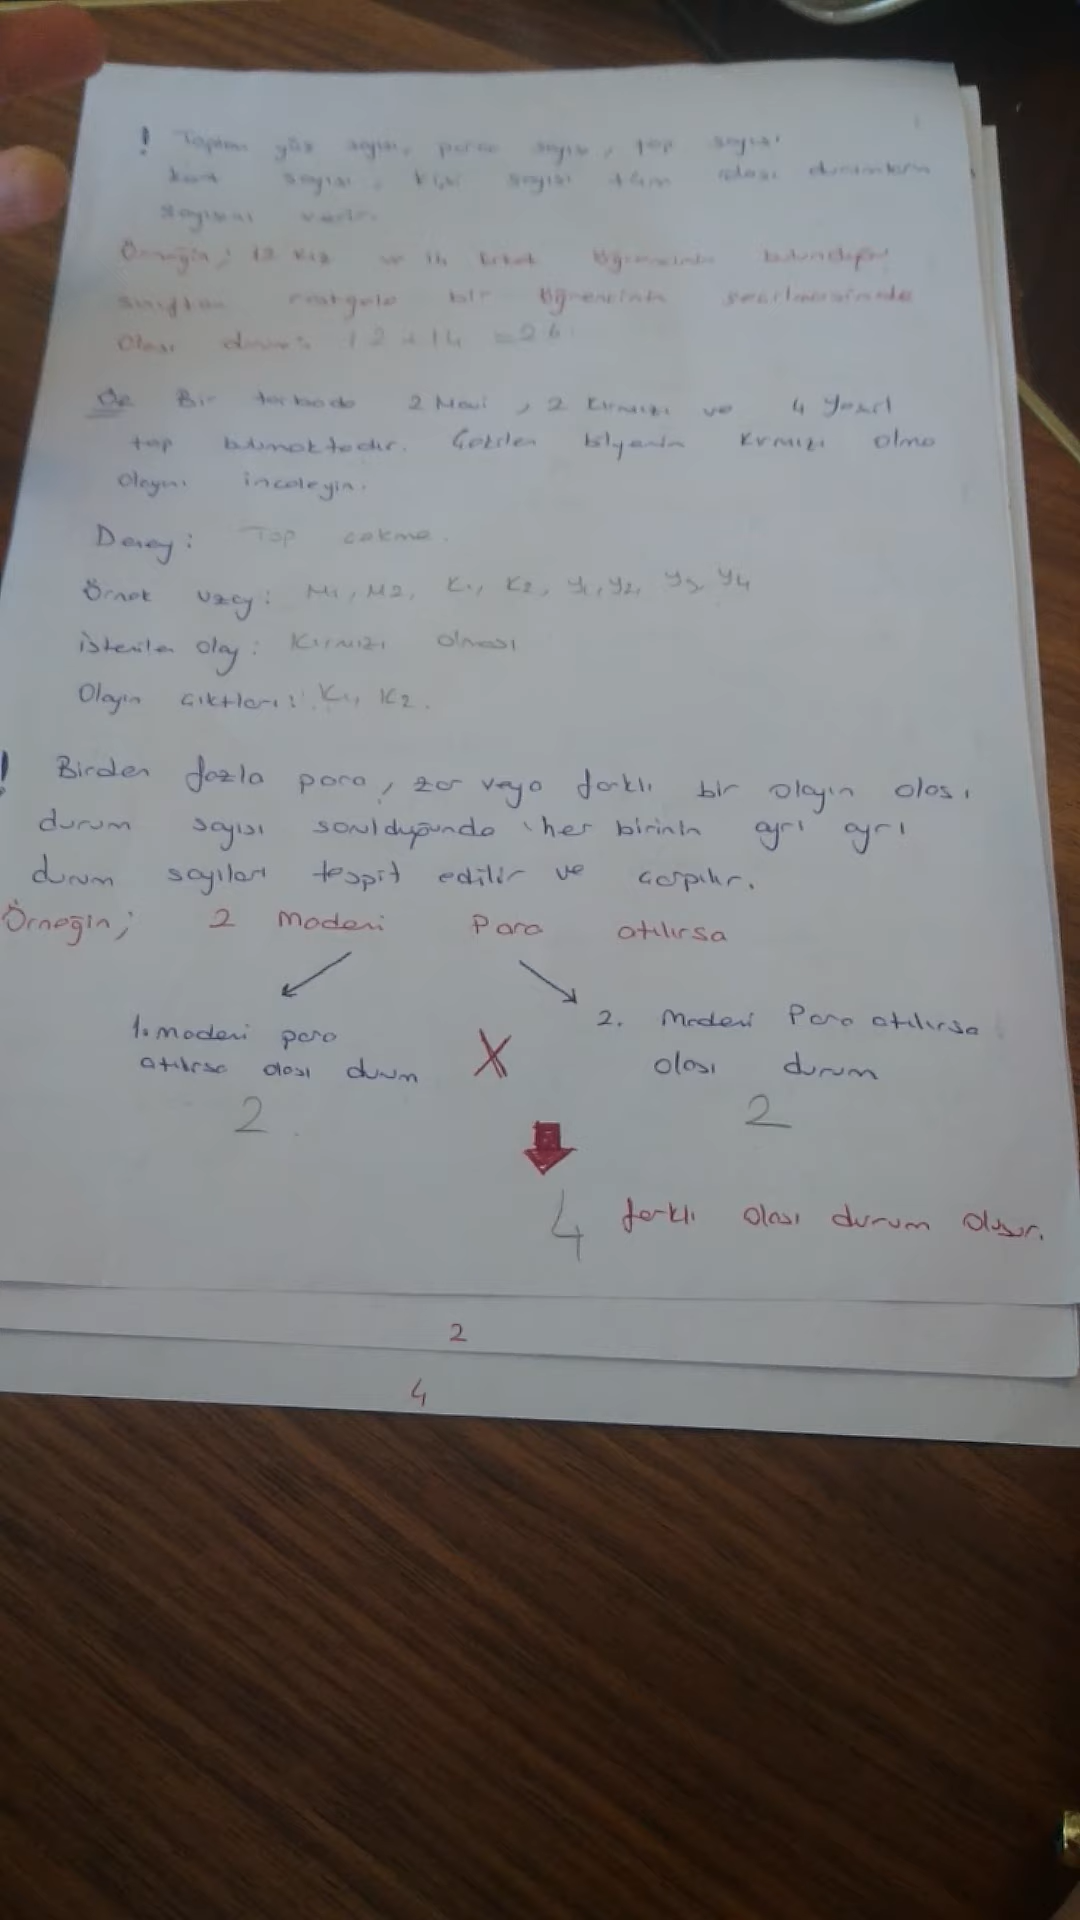 ! Toplam yüz sayısı, para sayısı, top sayısı
kart sayısı, kişi sayısı tüm olası durumların
sayısını verir.
Örneğin; 12 kız ve 14 erkek öğrencinin bulunduğu
sınıftan rastgele bir öğrencinin seçilmesinde
Olası durum: 12 + 14 = 26
Bir torbada 2 Mavi, 2 Kırmızı ve 4 Yeşil
top bulunmaktadır. Çekilen bilyenin kırmızı olma
olayını inceleyin.
Deney: Top çekme.
Örnek uzay: M1, M2, K1, K2, Y1, Y2, Y3 Y4
İstenilen olay: Kırmızı olması
Olayın çıktıları: K1, K2.
! Birden fazla para, zar veya farklı bir olayın olası
durum sayısı sorulduğunda her birinin ayrı ayrı
durum sayıları tespit edilir ve çarpılır.
Örneğin; 2 Madeni Para atılırsa
1. madeni para
atılırsa olası durum
X
2. Madeni Para atılırsa
olası durum
2
2
4 farklı olası durum oluşur.
2
4